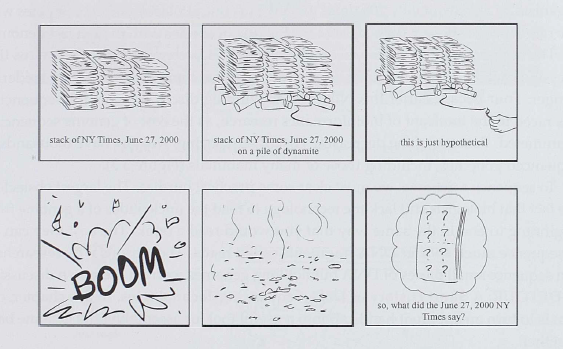 stack of NY Times, June 27, 2000
stack of NY Times, June 27, 2000
on a pile of dynamite
this is just hypothetical
BOOM
? ?
? ?
? ?
? ?
so, what did the June 27, 2000 NY
Times say?